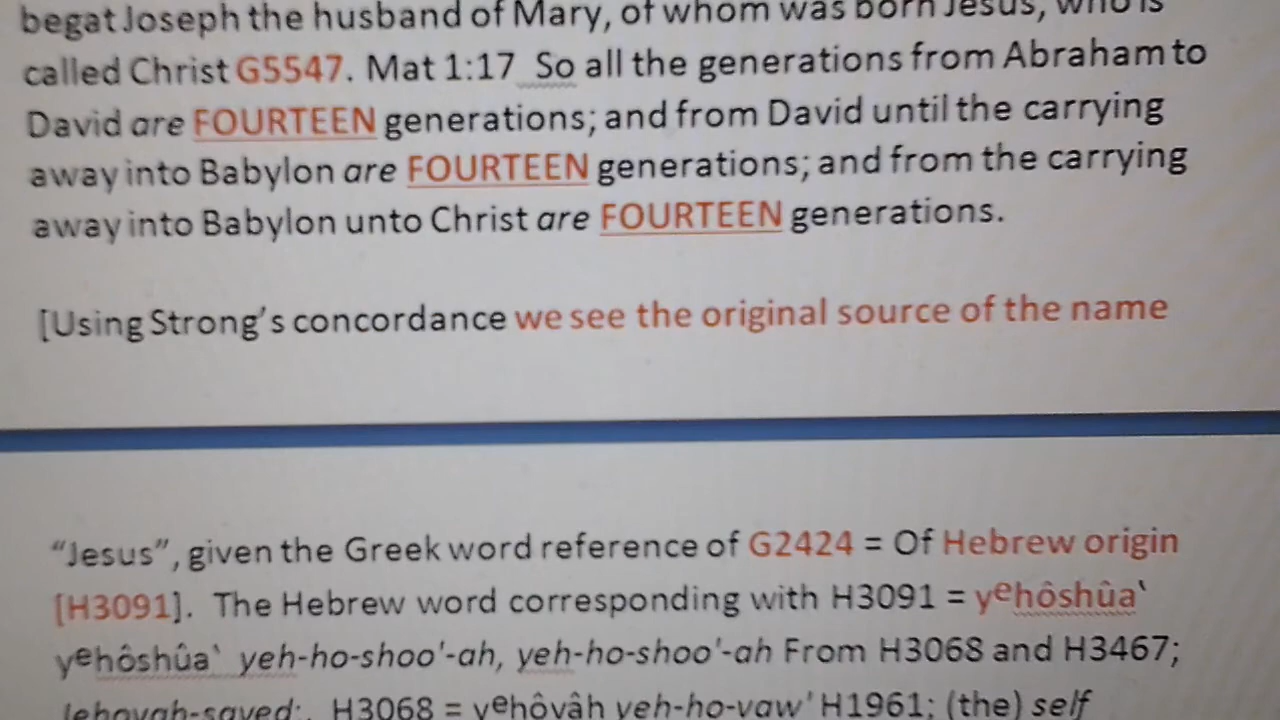 begat Joseph the husband of Mary, of whom was born Jesus, who is
called Christ G5547. Mat 1:17 So all the generations from Abraham to
David are FOURTEEN generations; and from David until the carrying
away into Babylon are FOURTEEN generations; and from the carrying
away into Babylon unto Christ are FOURTEEN generations.
[Using Strong's concordance we see the original source of the name
“Jesus”, given the Greek word reference of G2424 = Of Hebrew origin
[H3091]. The Hebrew word corresponding with H3091 = yᵉhôshûa‛
yᵉhôshûa‛ yeh-ho-shoo'-ah, yeh-ho-shoo'-ah From H3068 and H3467;
Jehovah-saved; H3068 = yᵉhôvâh yeh-ho-vaw' H1961; (the) self